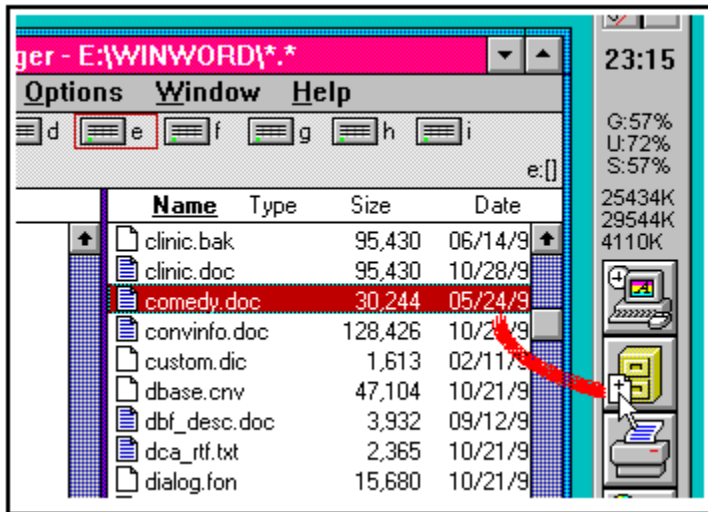 ger - E:\WINWORD\*.*
23:15
Options Window Help
d e f g h i
G:57%
U:72%
S:57%
e:[]
Name Type Size Date
25434K
29544K
4110K
clinic.bak 95,430 06/14/9
clinic.doc 95,430 10/28/9
comedy.doc 30,244 05/24/9
convinfo.doc 128,426 10/2
custom.dic 1,613 02/11/9
dbase.cnv 47,104 10/21/9
dbf_desc.doc 3,932 09/12/9
dca_rtf.txt 2,365 10/21/9
dialog.fon 15,680 10/21/9